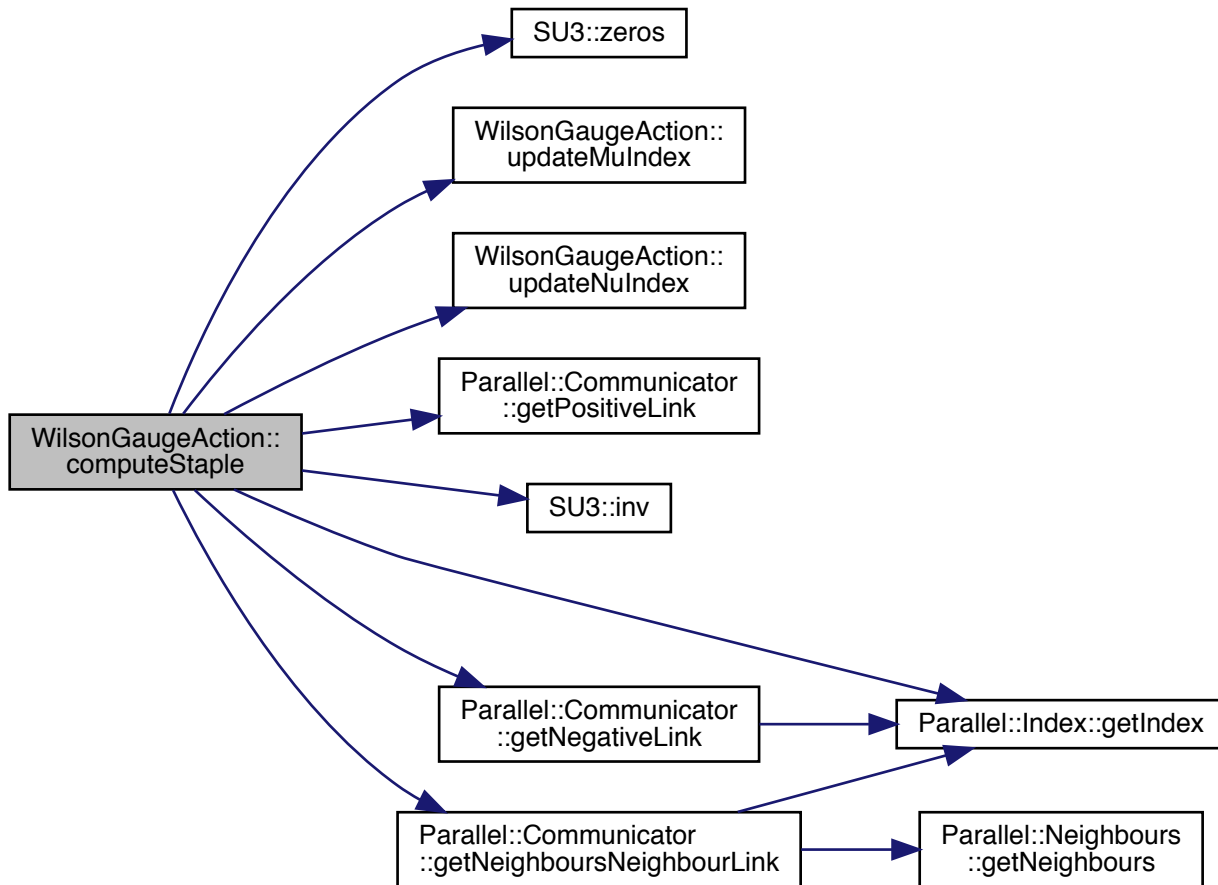 SU3::zeros
WilsonGaugeAction::
updateMuIndex
WilsonGaugeAction::
updateNuIndex
Parallel::Communicator
::getPositiveLink
WilsonGaugeAction::
computeStaple
SU3::inv
Parallel::Communicator
::getNegativeLink
Parallel::Index::getIndex
Parallel::Communicator
::getNeighboursNeighbourLink
Parallel::Neighbours
::getNeighbours